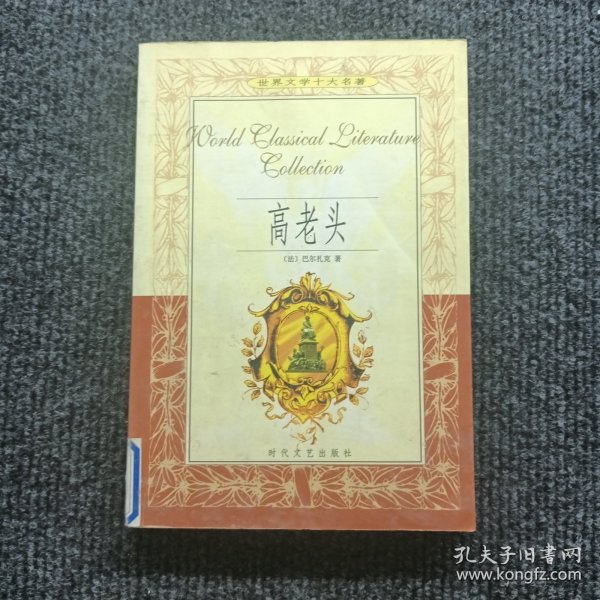 世界文学十大名著
World Classical Literature
Collection
高老头
〔法〕巴尔扎克 著
时代文艺出版社
孔夫子旧书网
www.kongfz.com